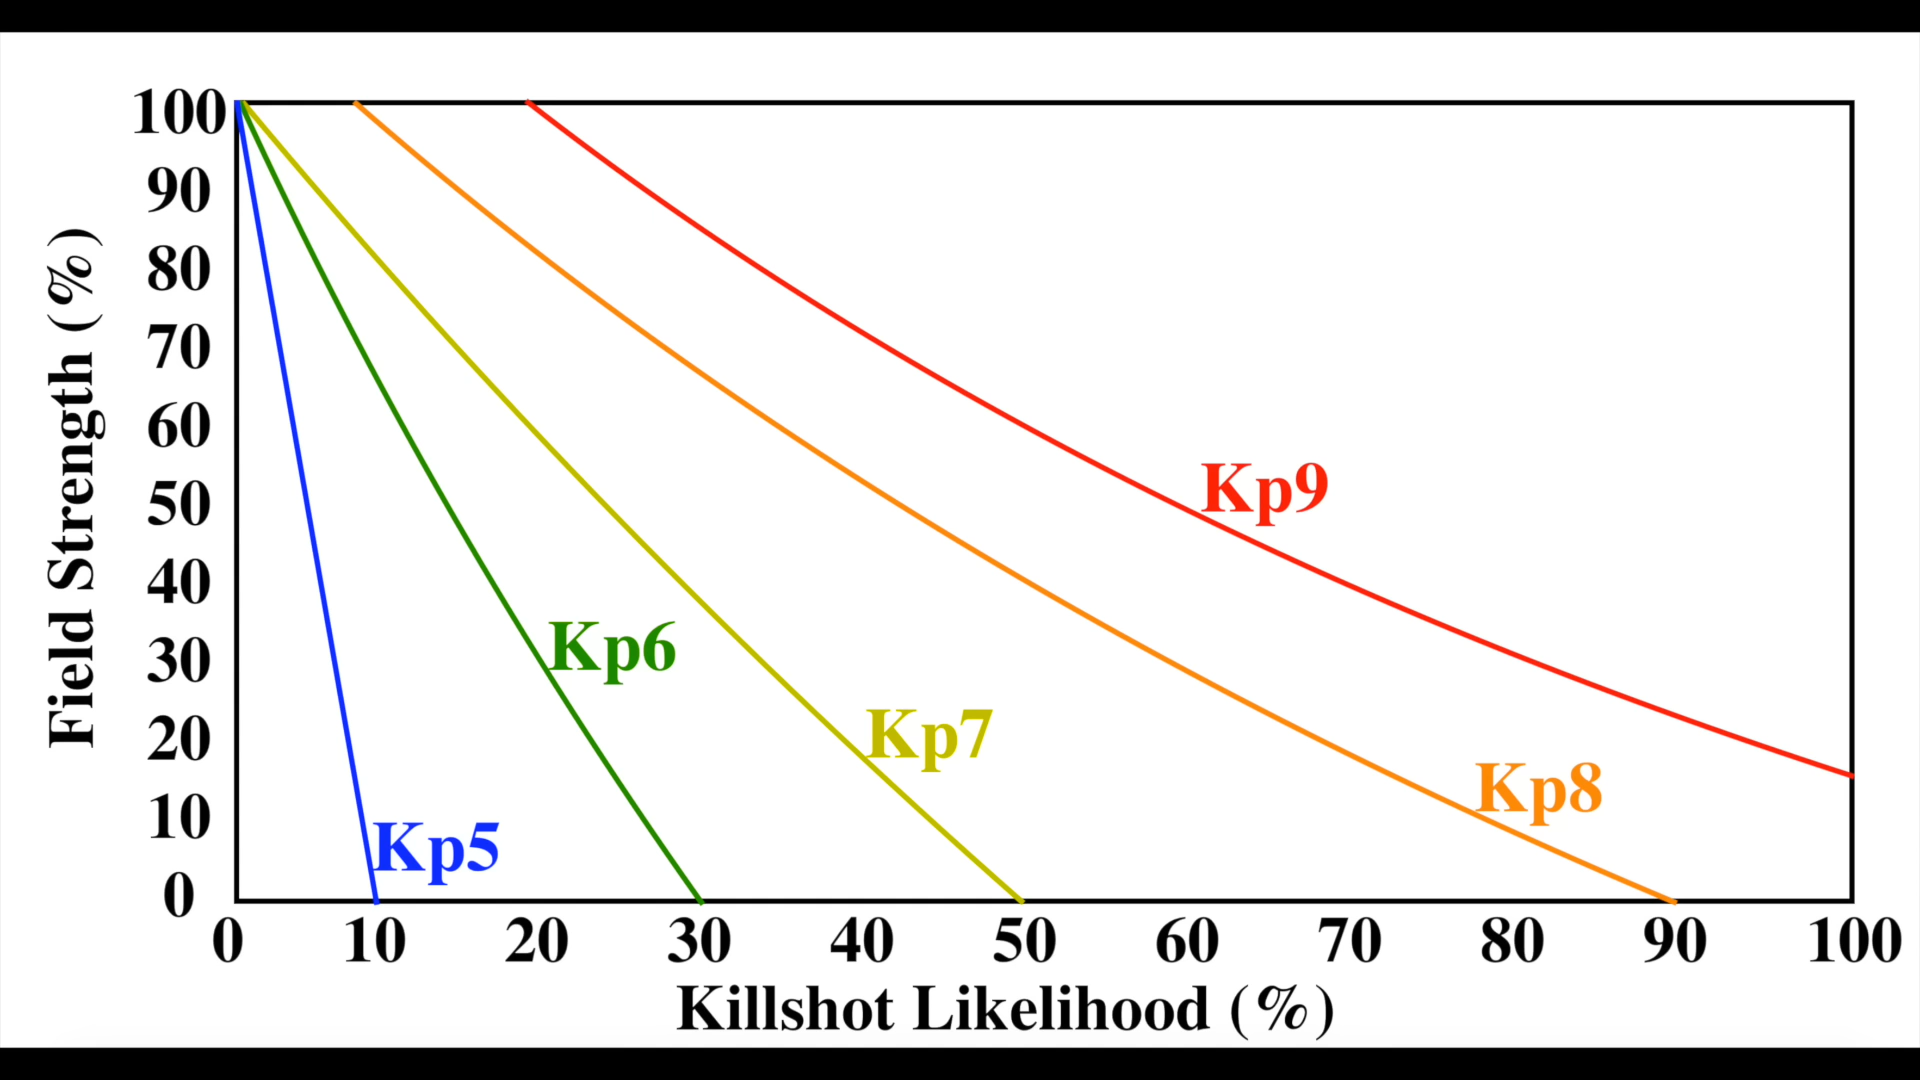 Field Strength (%)
100
90
80
70
60
50
40
30
20
10
0
Kp9
Kp6
Kp7
Kp8
Kp5
0 10 20 30 40 50 60 70 80 90 100
Killshot Likelihood (%)